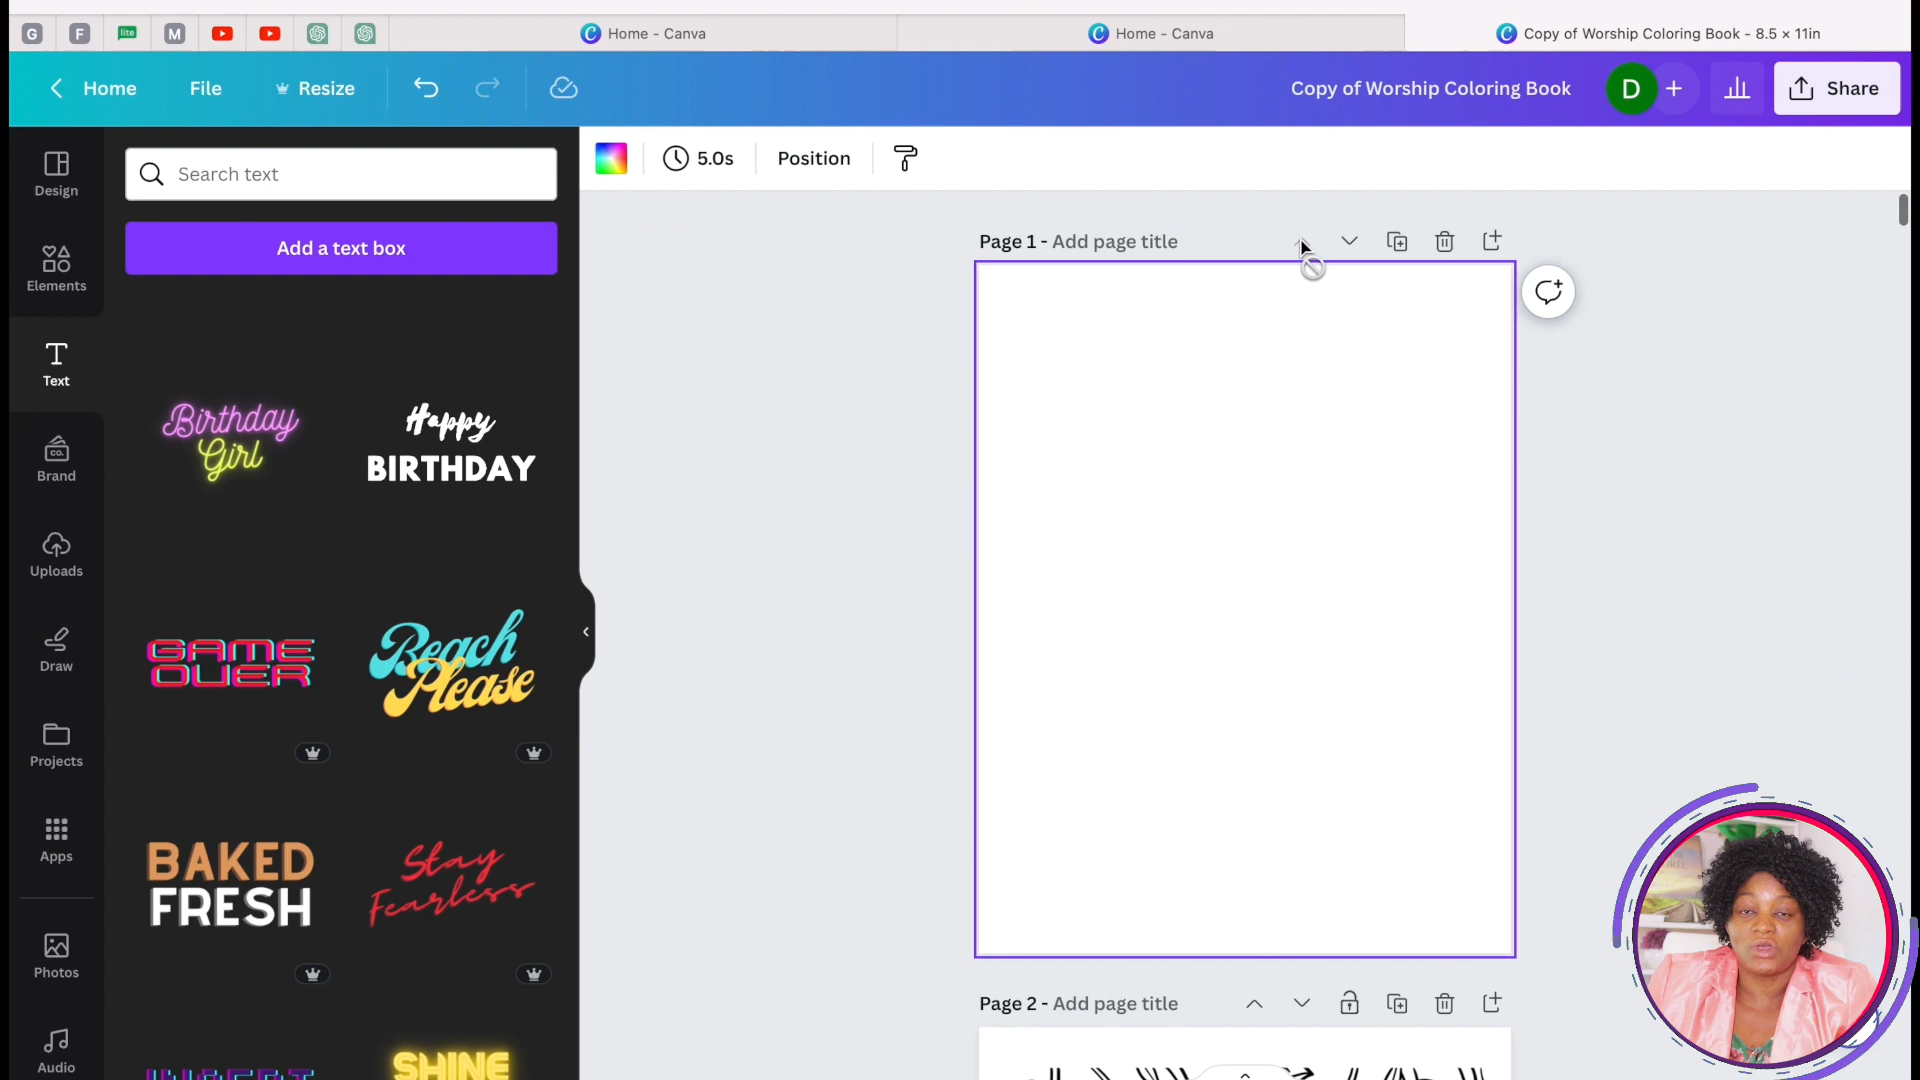 G
F
lite
M
Home - Canva
Home - Canva
Copy of Worship Coloring Book - 8.5 × 11in
Home
File
Resize
Copy of Worship Coloring Book
D
Share
Design
Elements
Text
Brand
Uploads
Draw
Projects
Apps
Photos
Audio
Search text
Add a text box
Birthday
Girl
Happy
BIRTHDAY
GAME
OVER
Beach
Please
BAKED
FRESH
Stay
Fearless
SHINE
5.0s
Position
Page 1 - Add page title
Page 2 - Add page title
CO.